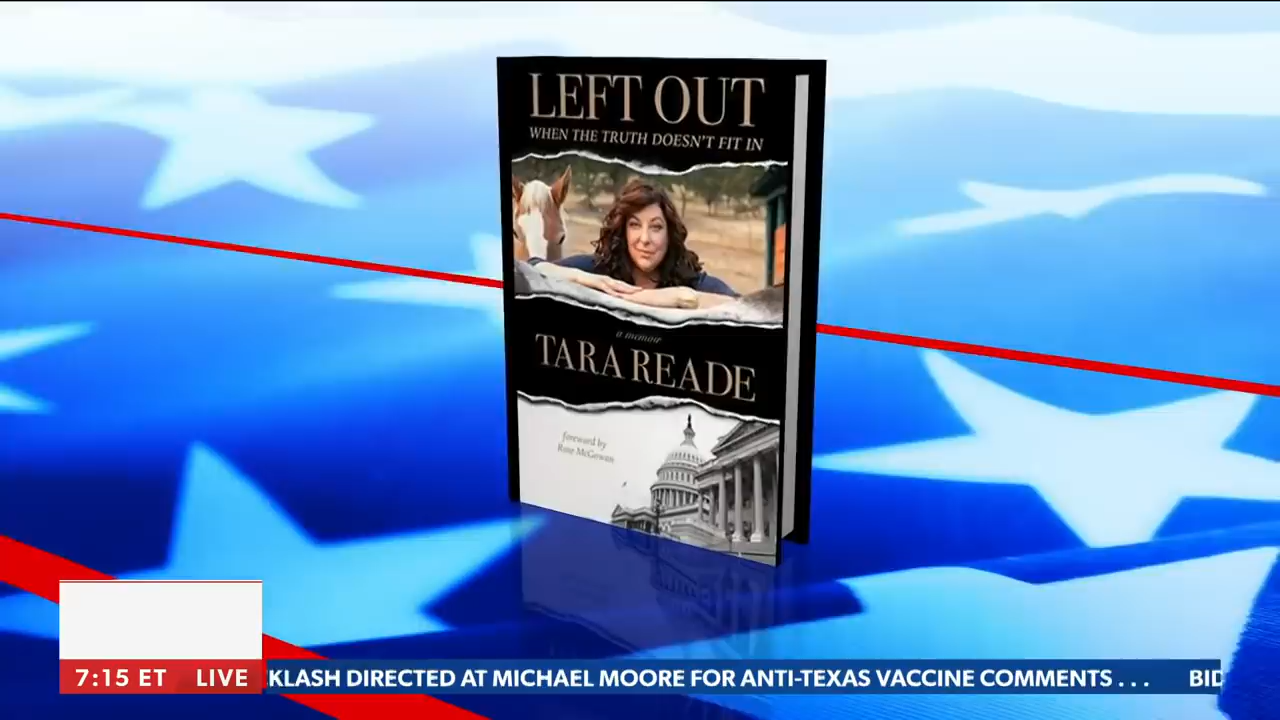 LEFT OUT
WHEN THE TRUTH DOESN'T FIT IN
a memoir
TARA READE
foreword by
Rose McGowan
7:15 ET LIVE
KLASH DIRECTED AT MICHAEL MOORE FOR ANTI-TEXAS VACCINE COMMENTS . . . BID